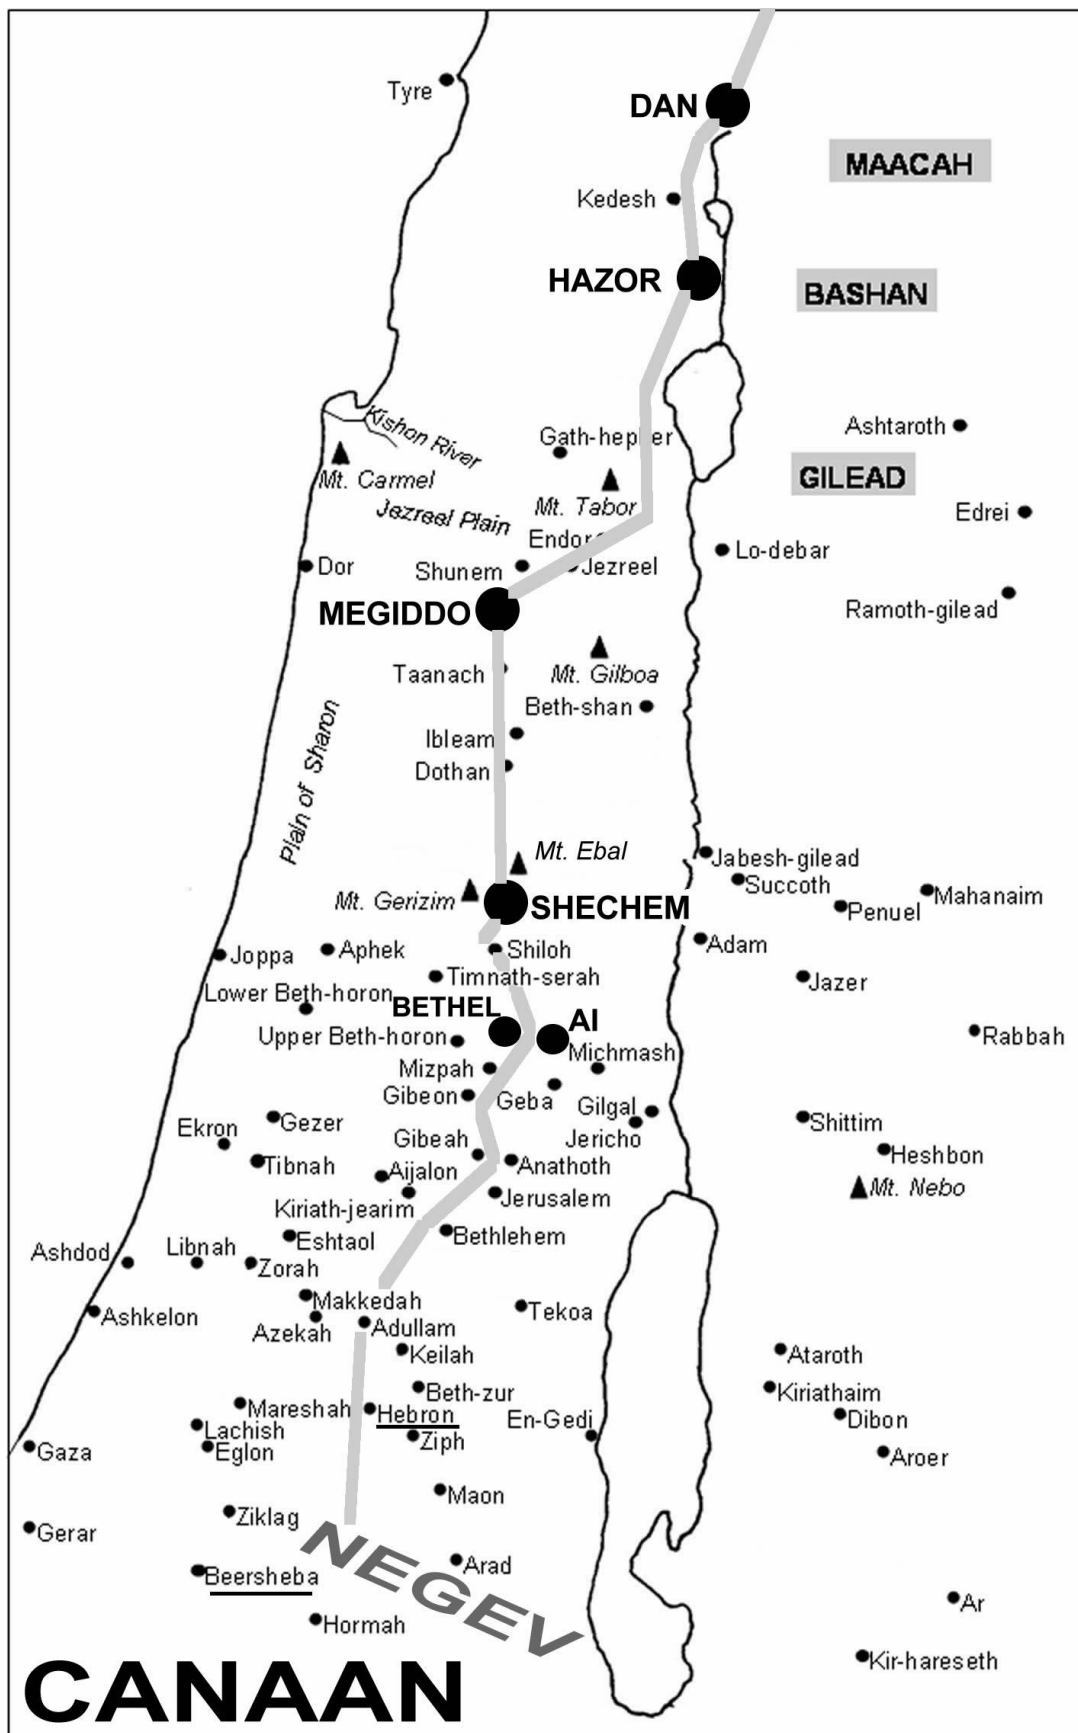 Tyre
DAN
MAACAH
Kedesh
HAZOR
BASHAN
Kishon River
Ashtaroth
Gath-hepher
Mt. Carmel
GILEAD
Mt. Tabor
Jezreel Plain
Edrei
Endor
Lo-debar
Dor
Shunem
Jezreel
MEGIDDO
Ramoth-gilead
Taanach
Mt. Gilboa
Beth-shan
Ibleam
Plain of Sharon
Dothan
Mt. Ebal
Jabesh-gilead
Succoth
Mahanaim
Mt. Gerizim
SHECHEM
Penuel
Joppa
Aphek
Shiloh
Adam
Timnath-serah
Jazer
Lower Beth-horon
BETHEL
AI
Upper Beth-horon
Rabbah
Michmash
Mizpah
Gibeon
Geba
Gilgal
Gezer
Shittim
Ekron
Gibeah
Jericho
Heshbon
Tibnah
Aijalon
Anathoth
Mt. Nebo
Kiriath-jearim
Jerusalem
Eshtaol
Bethlehem
Ashdod
Libnah
Zorah
Makkedah
Ashkelon
Azekah
Adullam
Tekoa
Keilah
Ataroth
Beth-zur
Kiriathaim
Mareshah
Hebron
En-Gedi
Dibon
Lachish
Ziph
Gaza
Eglon
Aroer
Maon
Ziklag
Gerar
NEGEV
Beersheba
Arad
Ar
Hormah
Kir-hareseth
CANAAN